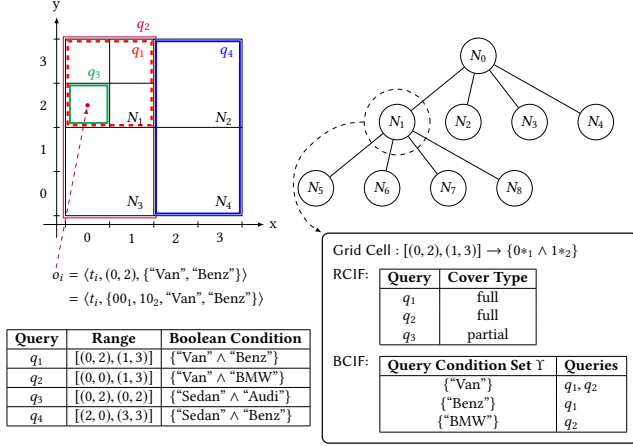 y
q₂
3
q₁
q₄
q₃
2
N₁
N₂
1
0
N₃
N₄
x
0
1
2
3
oᵢ = ⟨tᵢ, (0, 2), {“Van”, “Benz”}⟩
= ⟨tᵢ, {00₁, 10₂, “Van”, “Benz”}⟩
Query Range Boolean Condition
q₁ [(0, 2), (1, 3)] {“Van” ∧ “Benz”}
q₂ [(0, 0), (1, 3)] {“Van” ∧ “BMW”}
q₃ [(0, 2), (0, 2)] {“Sedan” ∧ “Audi”}
q₄ [(2, 0), (3, 3)] {“Sedan” ∧ “Benz”}
N₀
N₁ N₂ N₃ N₄
N₅ N₆ N₇ N₈
Grid Cell : [(0, 2), (1, 3)] → {0*₁ ∧ 1*₂}
RCIF:
Query Cover Type
q₁ full
q₂ full
q₃ partial
BCIF:
Query Condition Set ϒ Queries
{“Van”} q₁, q₂
{“Benz”} q₁
{“BMW”} q₂